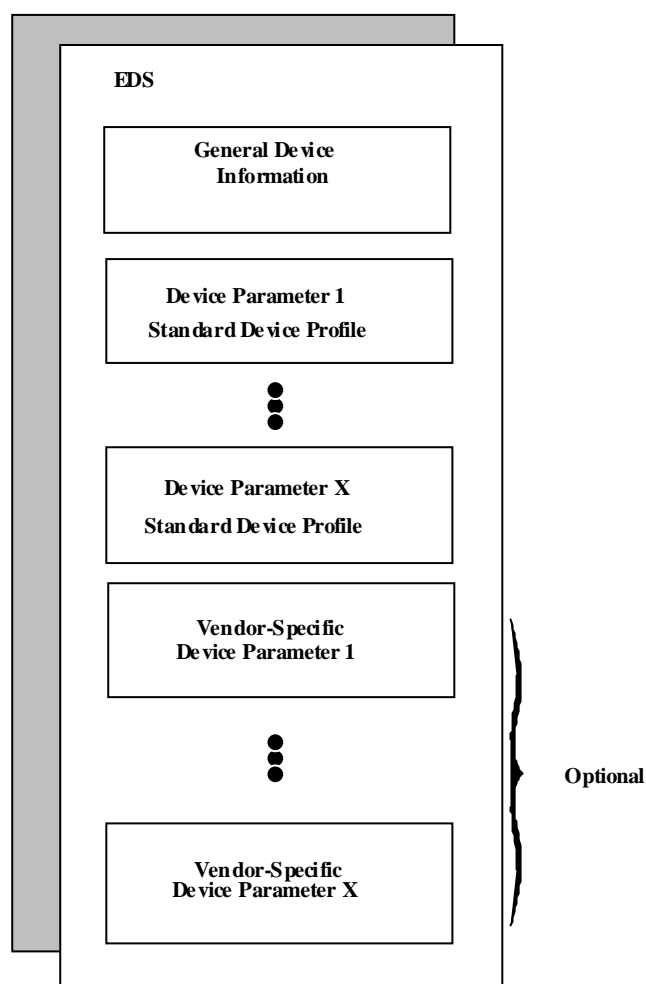 EDS
General Device
Information
Device Parameter 1
Standard Device Profile
Device Parameter X
Standard Device Profile
Vendor-Specific
Device Parameter 1
Optional
Vendor-Specific
Device Parameter X